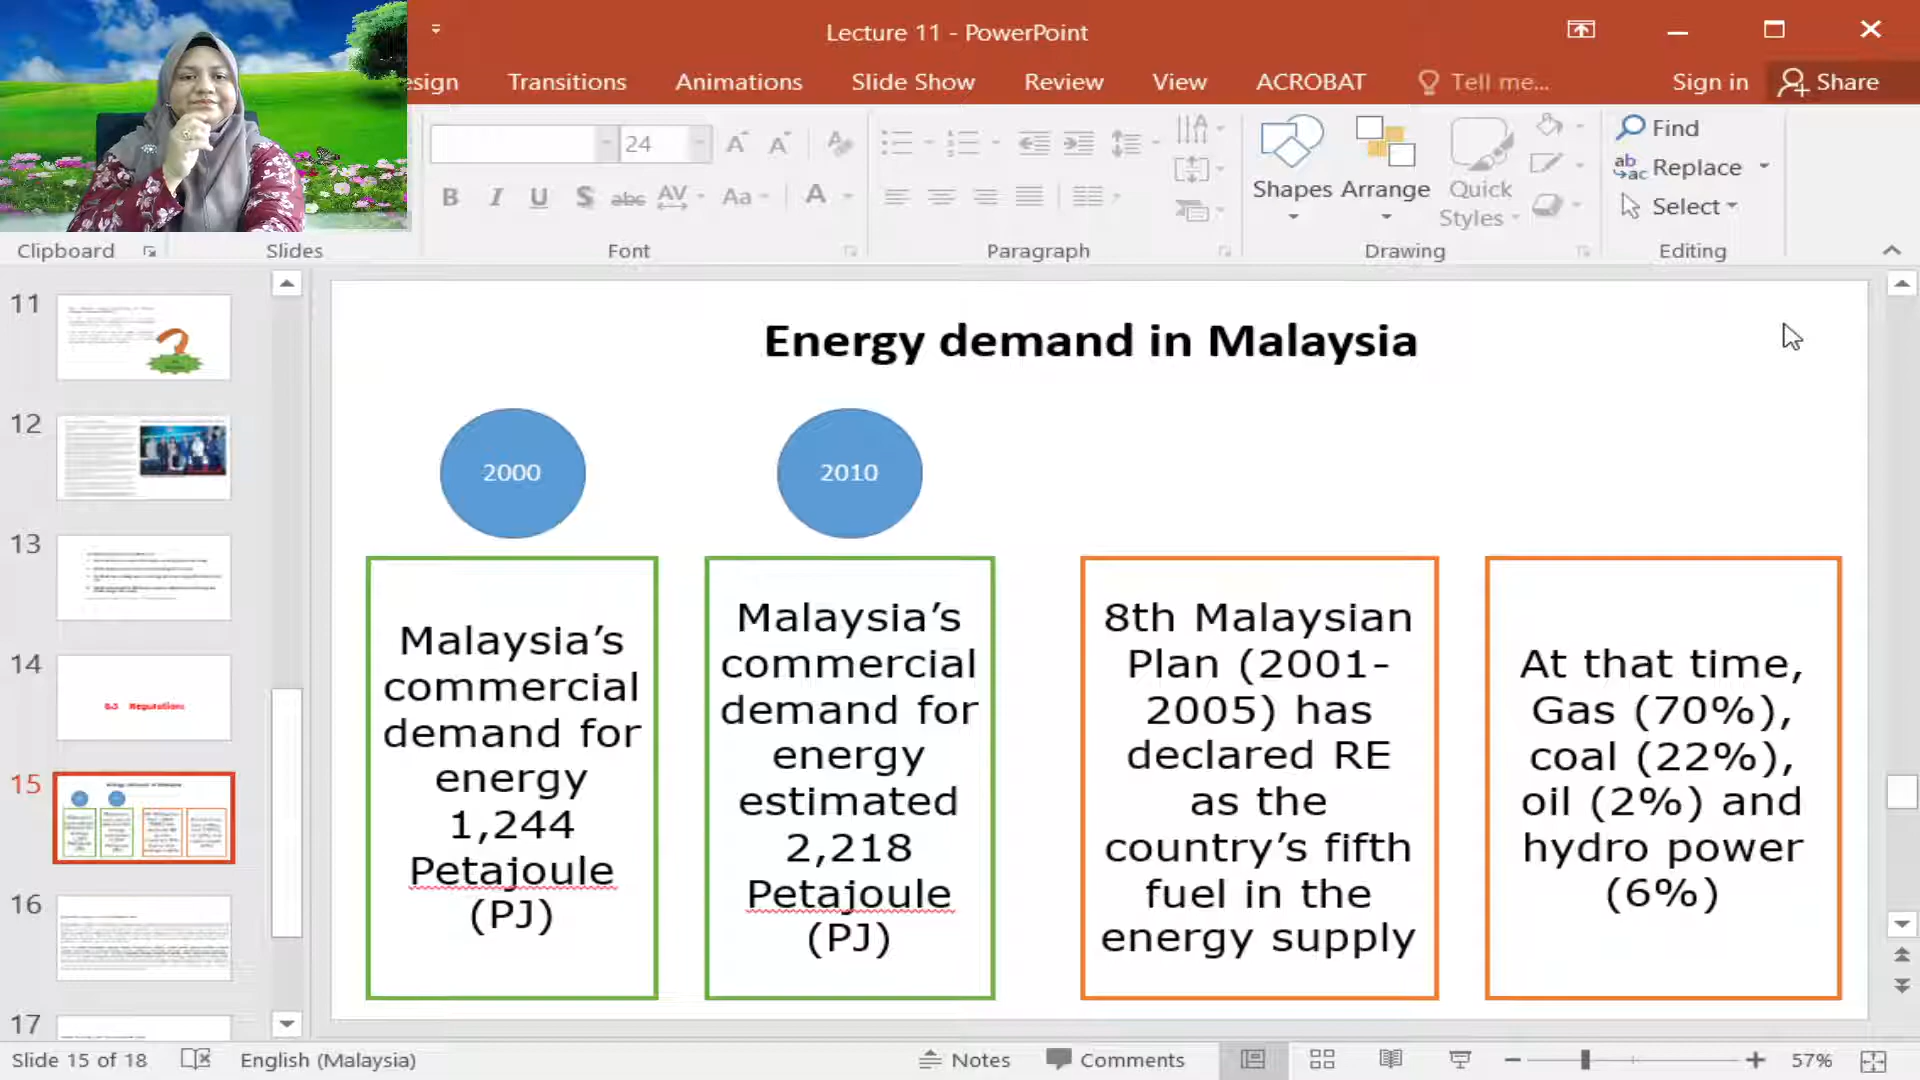 Lecture 11 - PowerPoint
esign Transitions Animations Slide Show Review View ACROBAT Tell me... Sign in Share
24
B I U S abc AV Aa A
Shapes Arrange Quick Styles
Find
Replace
Select
Clipboard Slides Font Paragraph Drawing Editing
11
12
13
14
15
16
17
Energy demand in Malaysia
2000
2010
Malaysia's
commercial
demand for
energy
1,244
Petajoule
(PJ)
Malaysia's
commercial
demand for
energy
estimated
2,218
Petajoule
(PJ)
8th Malaysian
Plan (2001-
2005) has
declared RE
as the
country's fifth
fuel in the
energy supply
At that time,
Gas (70%),
coal (22%),
oil (2%) and
hydro power
(6%)
Slide 15 of 18 English (Malaysia) Notes Comments 57%